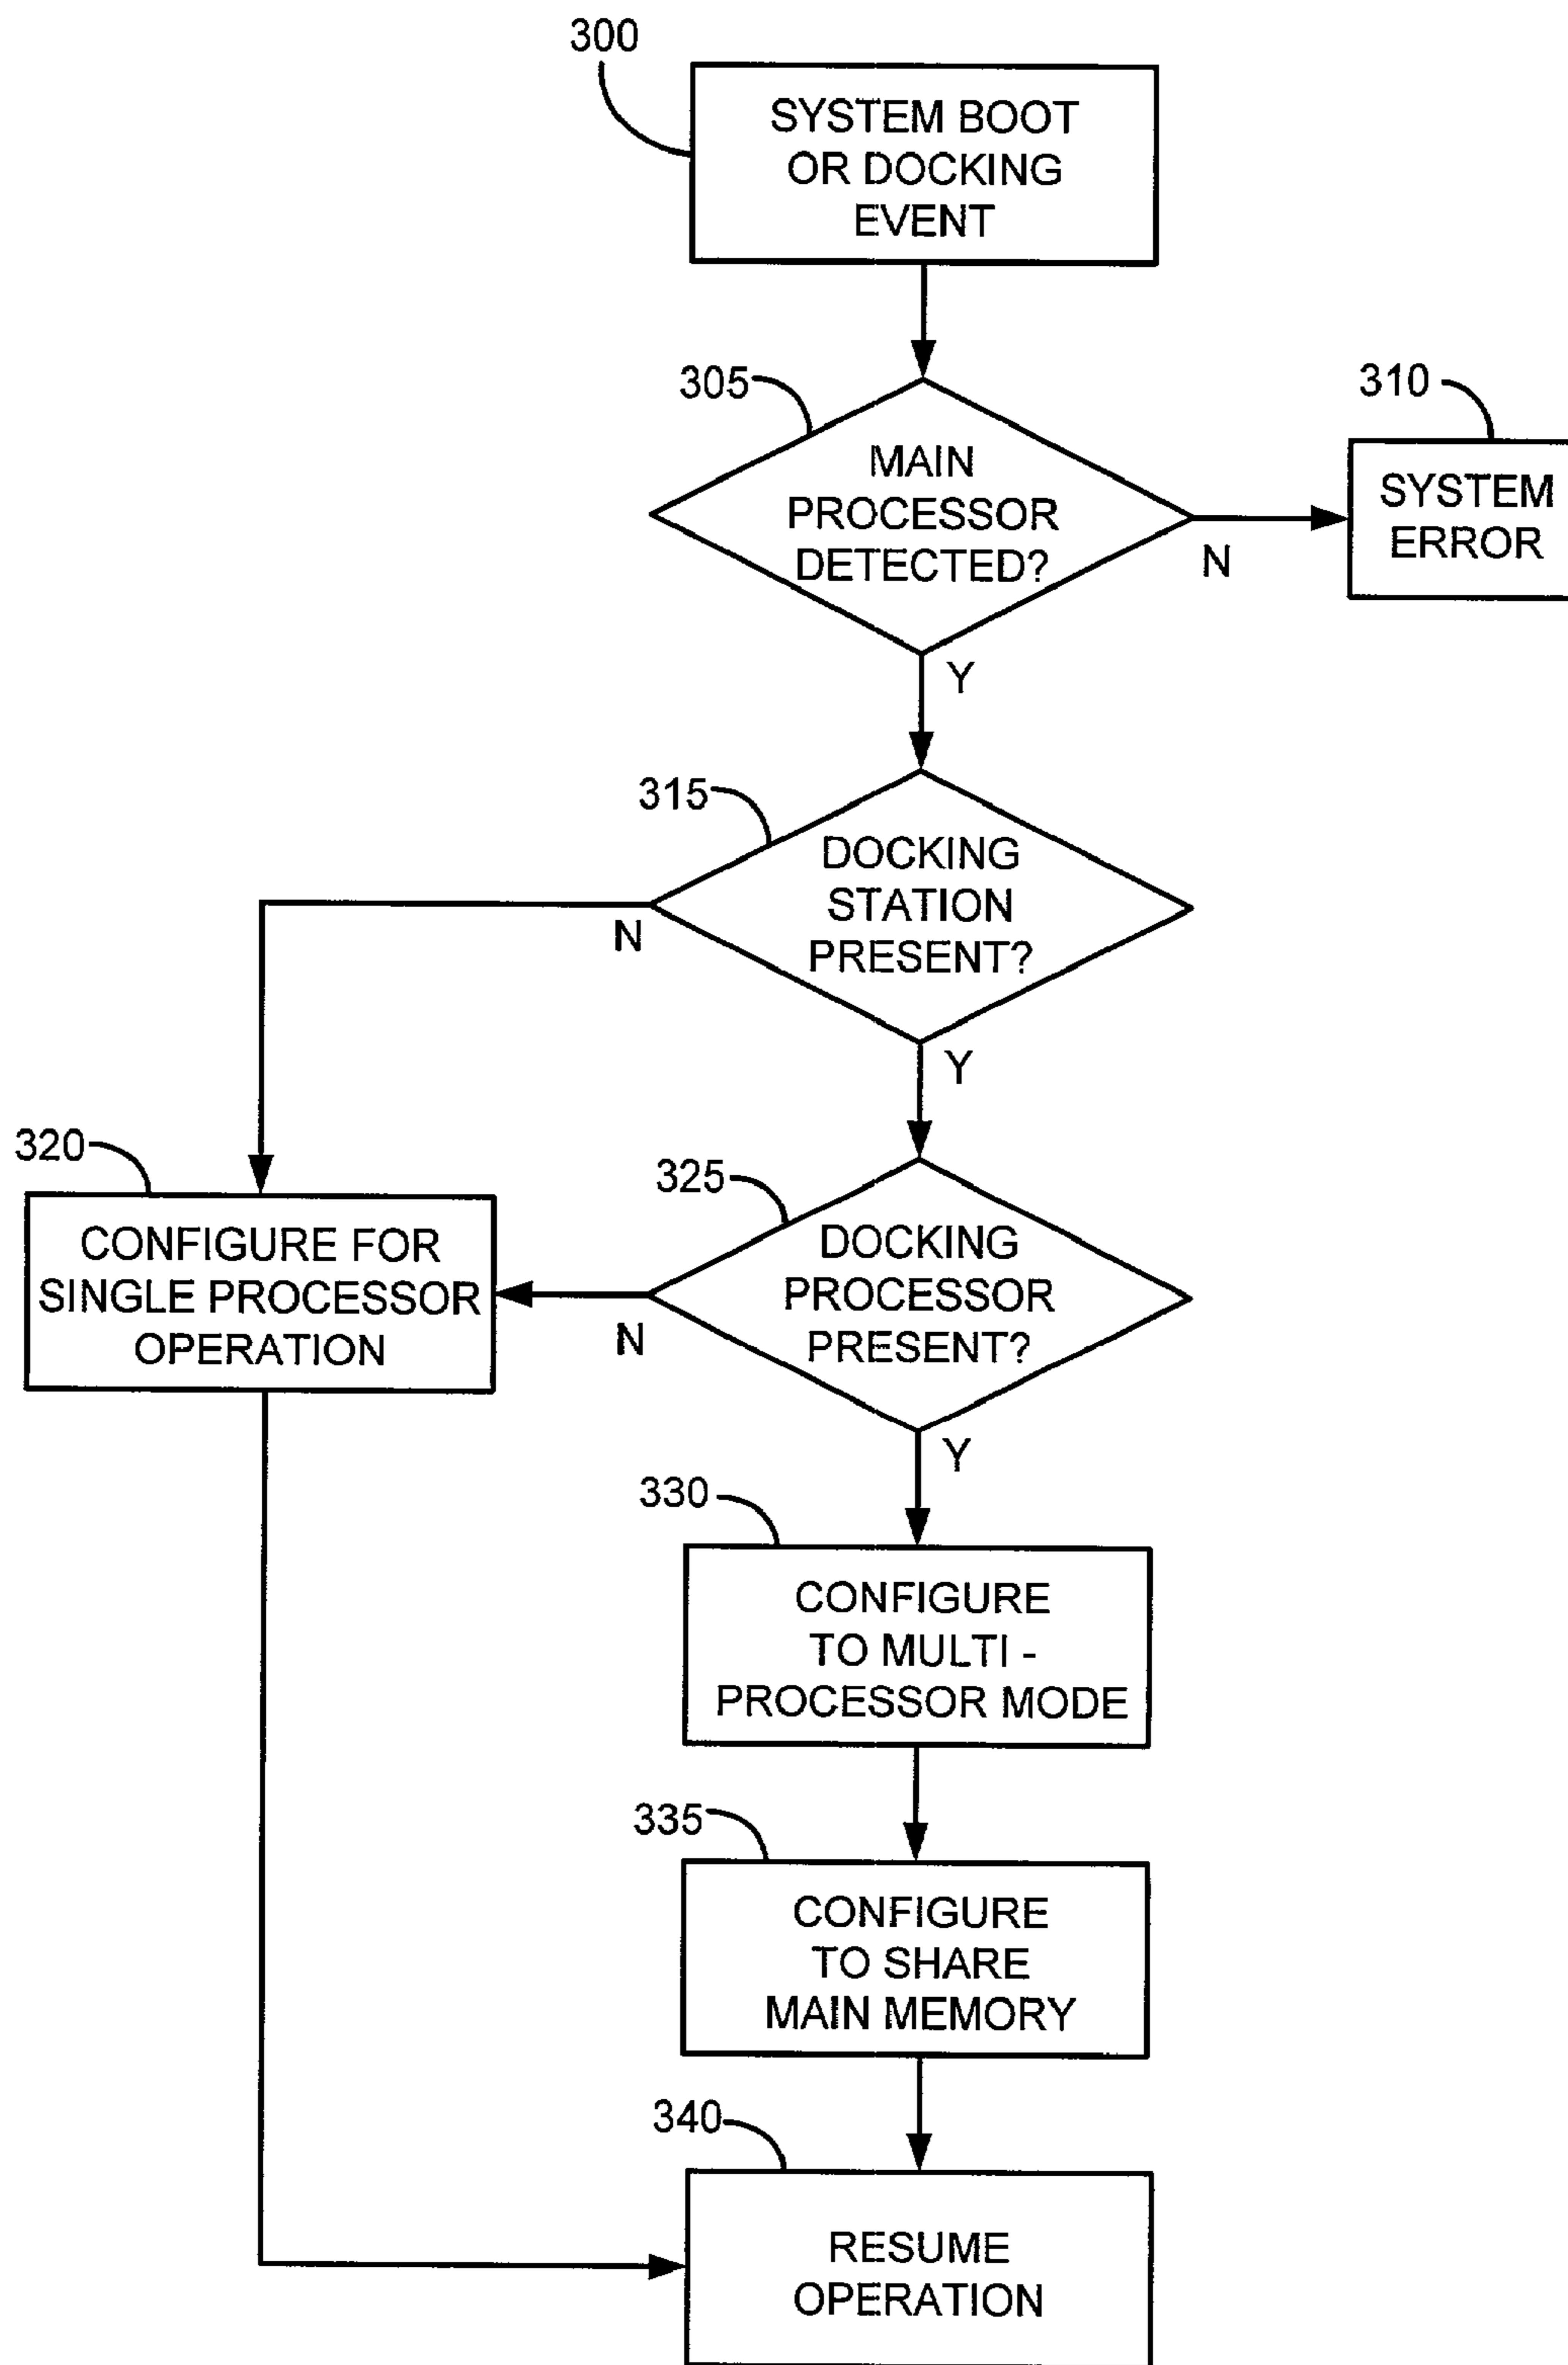 300
SYSTEM BOOT
OR DOCKING
EVENT
305
MAIN
PROCESSOR
DETECTED?
N
310
SYSTEM
ERROR
Y
315
DOCKING
STATION
PRESENT?
N
Y
320
CONFIGURE FOR
SINGLE PROCESSOR
OPERATION
325
DOCKING
PROCESSOR
PRESENT?
N
Y
330
CONFIGURE
TO MULTI -
PROCESSOR MODE
335
CONFIGURE
TO SHARE
MAIN MEMORY
340
RESUME
OPERATION